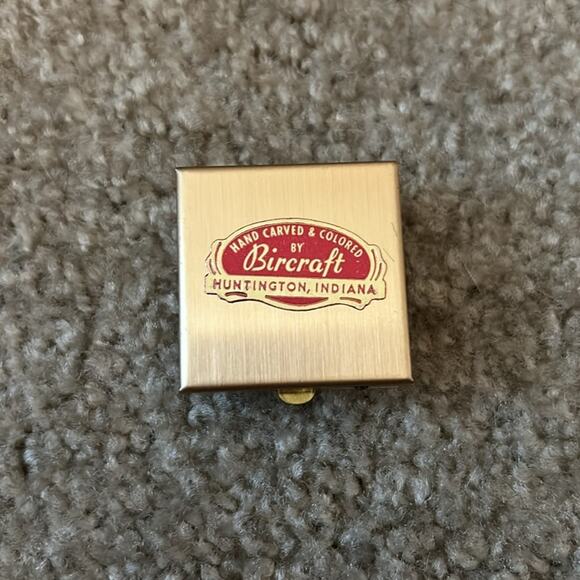 HAND CARVED & COLORED
BY
Bircraft
HUNTINGTON, INDIANA